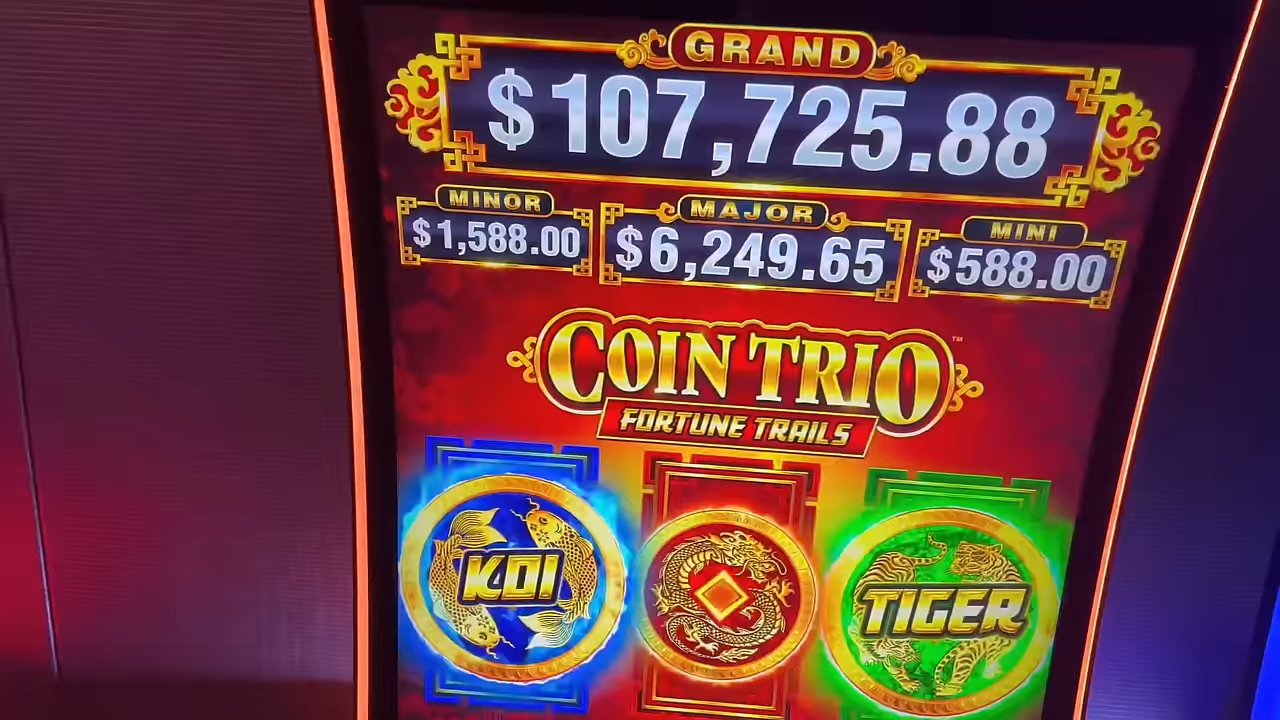 GRAND
$107,725.88
MINOR
$1,588.00
MAJOR
$6,249.65
MINI
$588.00
COIN TRIO™
FORTUNE TRAILS
KOI
TIGER